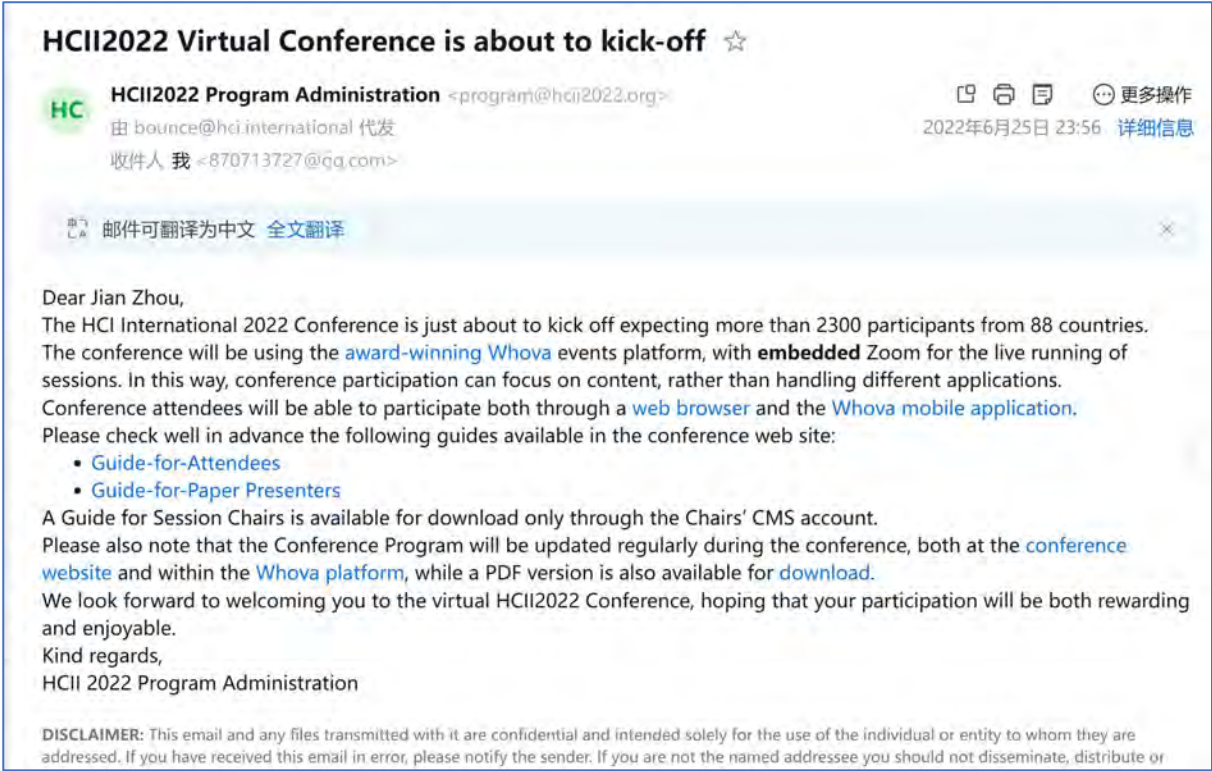 HCII2022 Virtual Conference is about to kick-off
HC
HCII2022 Program Administration <program@hcii2022.org>
更多操作
由 bounce@hci.international 代发
2022年6月25日 23:56 详细信息
收件人 我 <870713727@qq.com>
邮件可翻译为中文 全文翻译
Dear Jian Zhou,
The HCI International 2022 Conference is just about to kick off expecting more than 2300 participants from 88 countries.
The conference will be using the award-winning Whova events platform, with embedded Zoom for the live running of
sessions. In this way, conference participation can focus on content, rather than handling different applications.
Conference attendees will be able to participate both through a web browser and the Whova mobile application.
Please check well in advance the following guides available in the conference web site:
• Guide-for-Attendees
• Guide-for-Paper Presenters
A Guide for Session Chairs is available for download only through the Chairs' CMS account.
Please also note that the Conference Program will be updated regularly during the conference, both at the conference
website and within the Whova platform, while a PDF version is also available for download.
We look forward to welcoming you to the virtual HCII2022 Conference, hoping that your participation will be both rewarding
and enjoyable.
Kind regards,
HCII 2022 Program Administration
DISCLAIMER: This email and any files transmitted with it are confidential and intended solely for the use of the individual or entity to whom they are
addressed. If you have received this email in error, please notify the sender. If you are not the named addressee you should not disseminate, distribute or